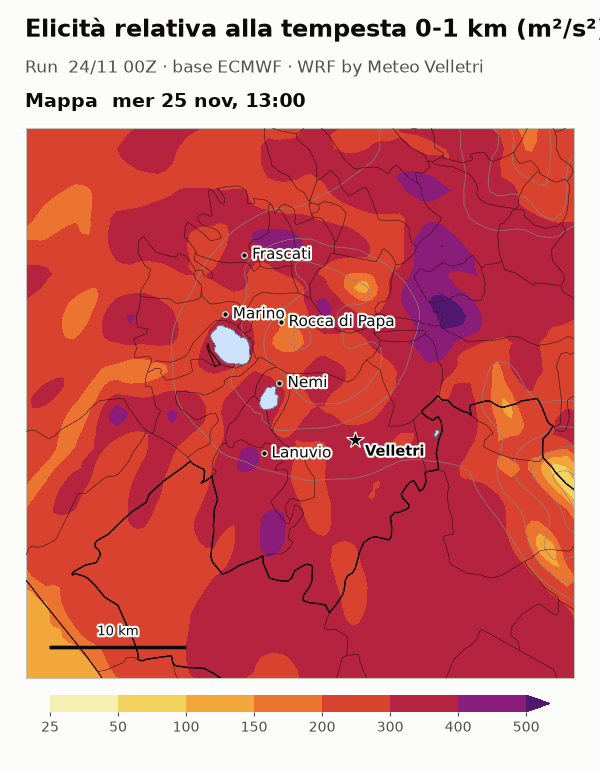 Elicità relativa alla tempesta 0-1 km (m²/s²)
Run 24/11 00Z · base ECMWF · WRF by Meteo Velletri
Mappa mer 25 nov, 13:00
Frascati
Marino
Rocca di Papa
Nemi
Velletri
Lanuvio
10 km
25 50 100 150 200 300 400 500